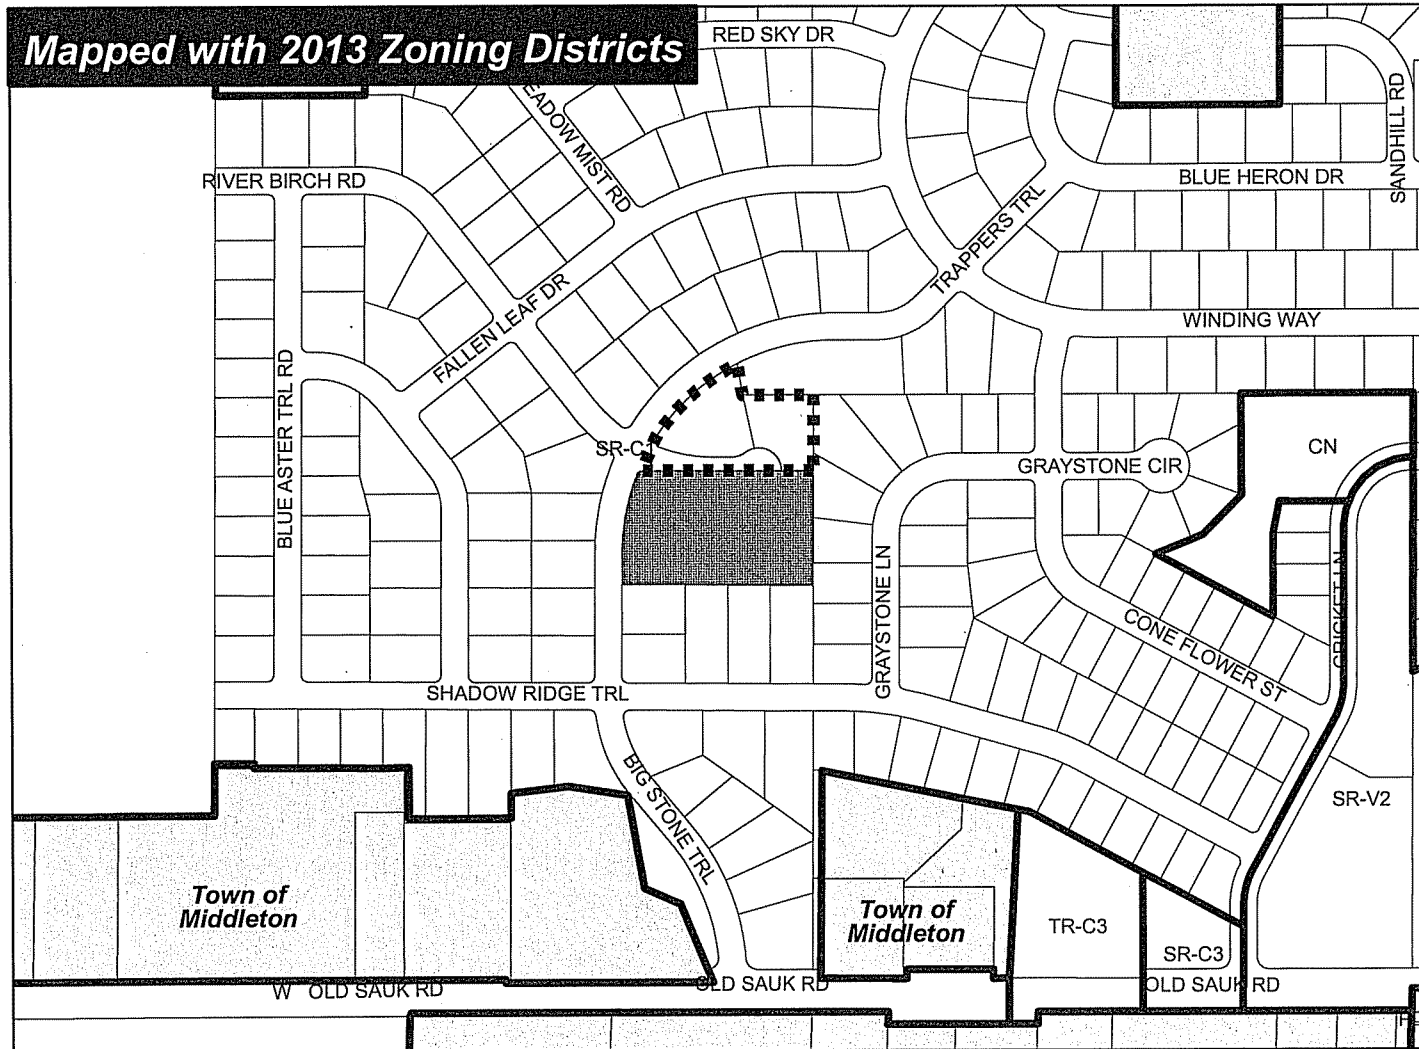 Mapped with 2013 Zoning Districts
RED SKY DR
EADOW MIST RD
SANDHILL RD
RIVER BIRCH RD
BLUE HERON DR
TRAPPERS TRL
FALLEN LEAF DR
WINDING WAY
BLUE ASTER TRL RD
SR-C1
CN
GRAYSTONE CIR
GRAYSTONE LN
CRICKET LN
CONE FLOWER ST
SHADOW RIDGE TRL
BIG STONE TRL
SR-V2
Town of
Middleton
Town of
Middleton
TR-C3
SR-C3
W OLD SAUK RD
OLD SAUK RD
OLD SAUK RD